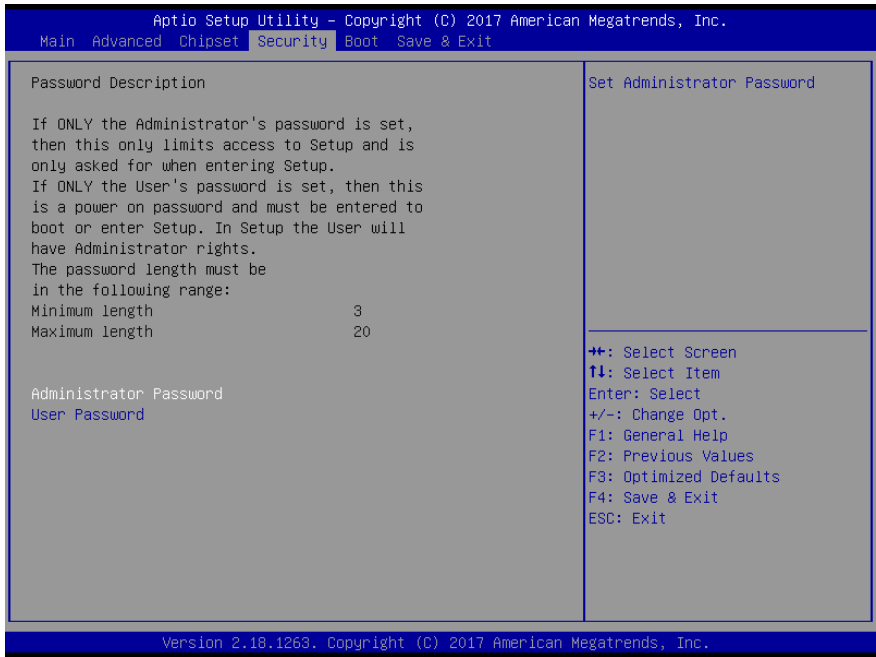 Aptio Setup Utility – Copyright (C) 2017 American Megatrends, Inc.
Main Advanced Chipset Security Boot Save & Exit
Password Description
If ONLY the Administrator's password is set,
then this only limits access to Setup and is
only asked for when entering Setup.
If ONLY the User's password is set, then this
is a power on password and must be entered to
boot or enter Setup. In Setup the User will
have Administrator rights.
The password length must be
in the following range:
Minimum length 3
Maximum length 20
Administrator Password
User Password
Set Administrator Password
→←: Select Screen
↑↓: Select Item
Enter: Select
+/-: Change Opt.
F1: General Help
F2: Previous Values
F3: Optimized Defaults
F4: Save & Exit
ESC: Exit
Version 2.18.1263. Copyright (C) 2017 American Megatrends, Inc.